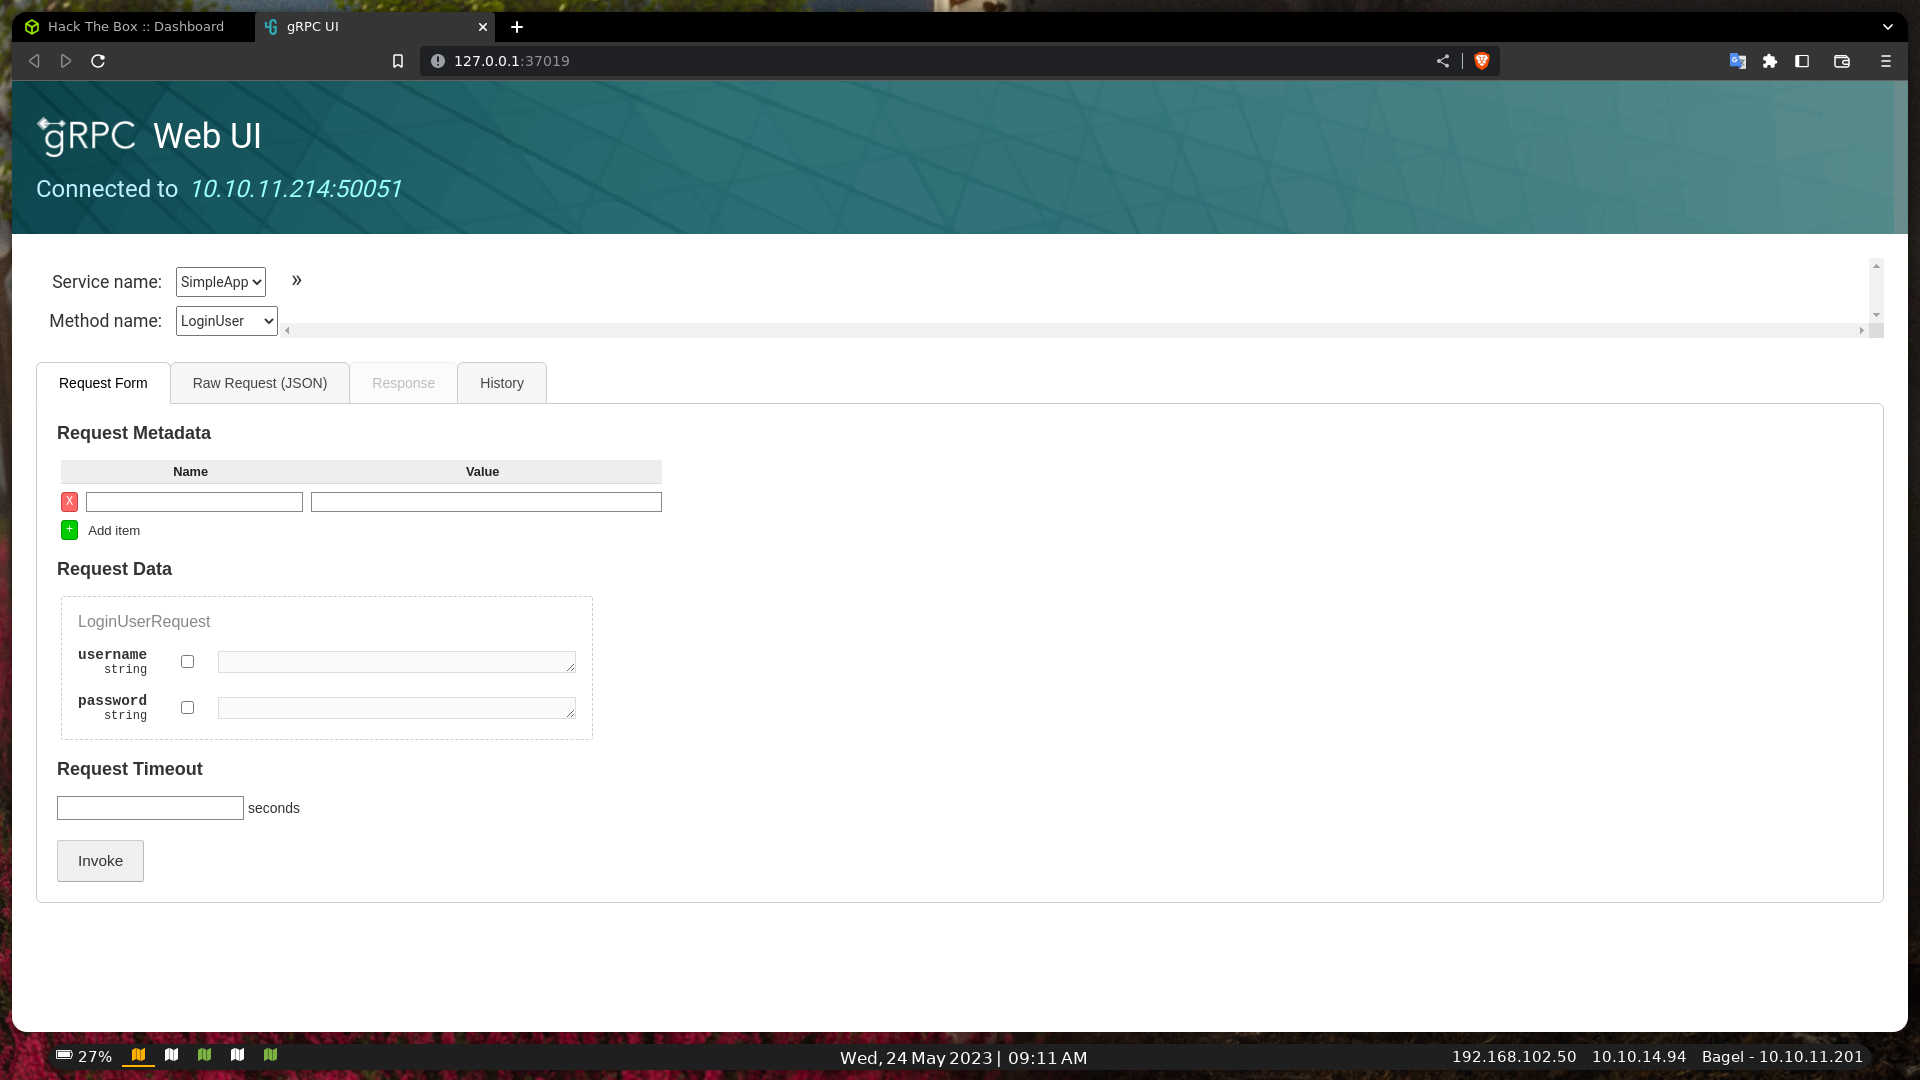 Hack The Box :: Dashboard
gRPC UI
127.0.0.1:37019
gRPC Web UI
Connected to 10.10.11.214:50051
Service name: SimpleApp »
Method name: LoginUser
Request Form
Raw Request (JSON)
Response
History
Request Metadata
Name Value
X
+ Add item
Request Data
LoginUserRequest
username
string
password
string
Request Timeout
seconds
Invoke
27%
Wed, 24 May 2023 | 09:11 AM
192.168.102.50 10.10.14.94 Bagel - 10.10.11.201